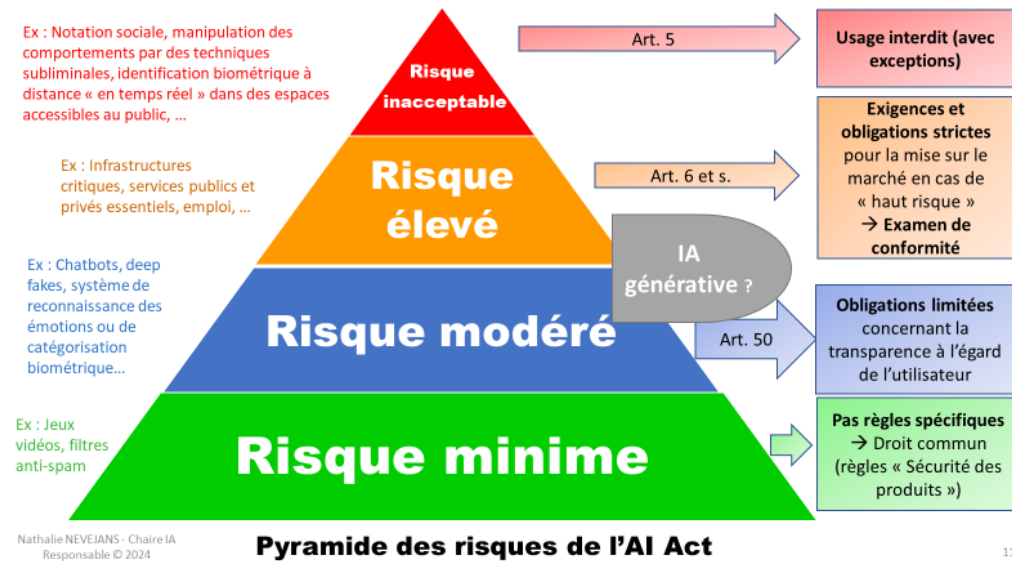 Ex : Notation sociale, manipulation des
comportements par des techniques
subliminales, identification biométrique à
distance « en temps réel » dans des espaces
accessibles au public, …
Risque
inacceptable
Art. 5
Usage interdit (avec
exceptions)
Ex : Infrastructures
critiques, services publics et
privés essentiels, emploi, …
Risque
élevé
Art. 6 et s.
Exigences et
obligations strictes
pour la mise sur le
marché en cas de
« haut risque »
→ Examen de
conformité
IA
générative ?
Ex : Chatbots, deep
fakes, système de
reconnaissance des
émotions ou de
catégorisation
biométrique…
Risque modéré
Art. 50
Obligations limitées
concernant la
transparence à l’égard
de l’utilisateur
Ex : Jeux
vidéos, filtres
anti-spam
Risque minime
Pas règles spécifiques
→ Droit commun
(règles « Sécurité des
produits »)
Nathalie NEVEJANS - Chaire IA
Responsable © 2024
Pyramide des risques de l’AI Act